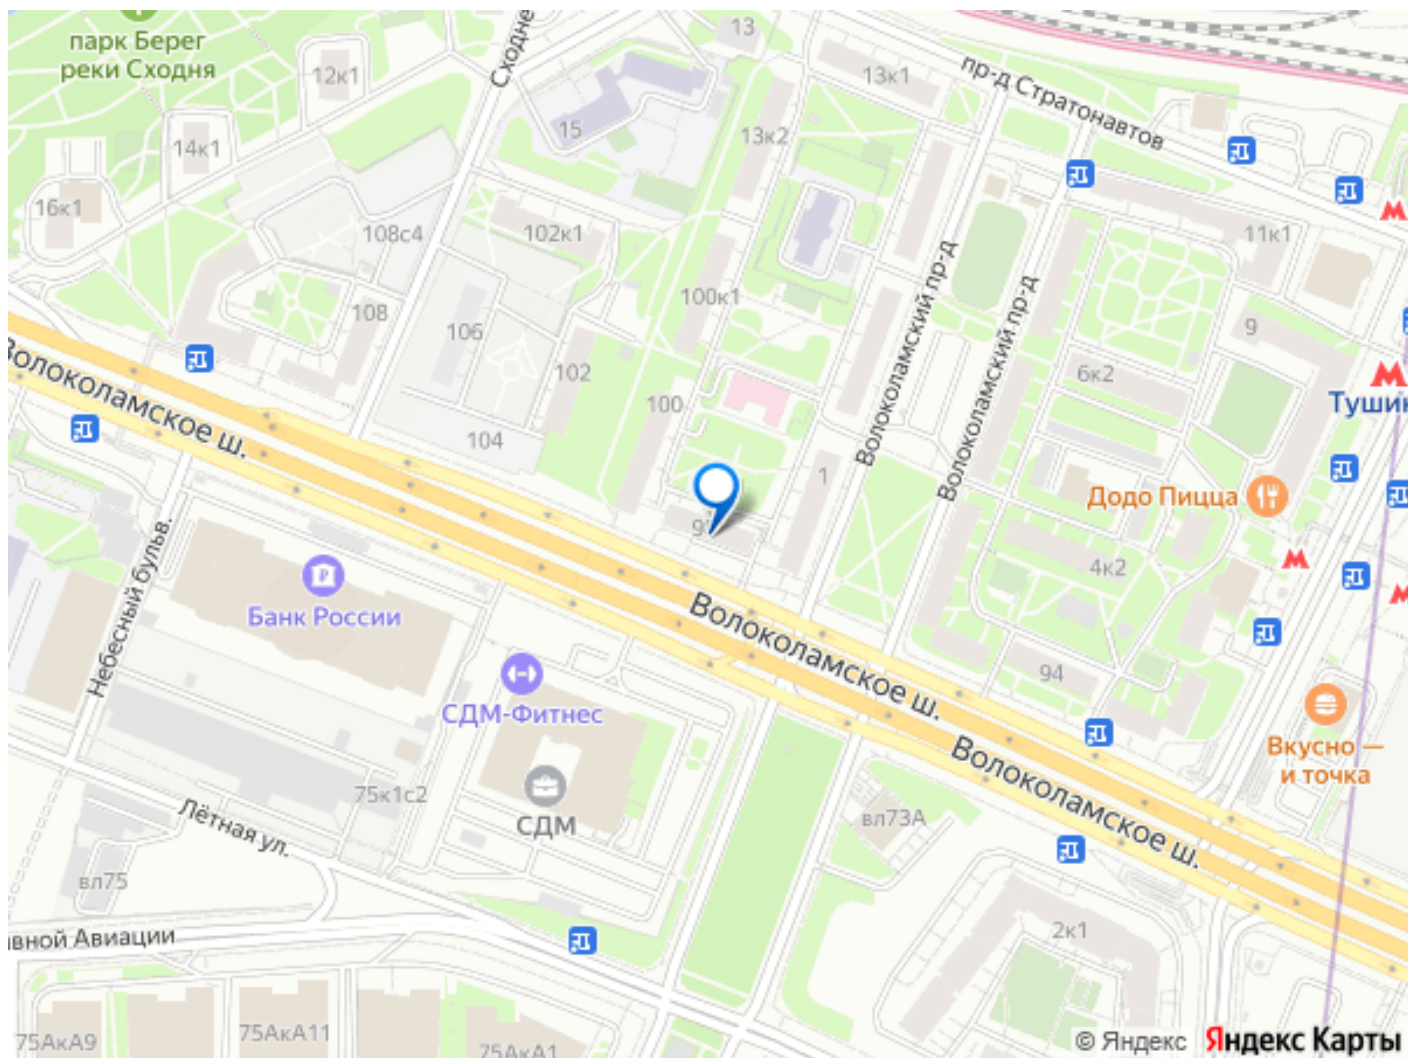 парк Берег
реки Сходня
12к1
14к1
16к1
Сходне
13
13к1
пр-д Стратонавтов
15
13к2
108с4
102к1
11к1
100к1
Волоколамский пр-д
Волоколамский пр-д
108
106
102
9
6к2
Тушин
Волоколамское ш.
100
104
1
Додо Пицца
9
4к2
Небесный бульв.
Банк России
Волоколамское ш.
94
СДМ-Фитнес
Вкусно —
и точка
Волоколамское ш.
75к1с2
СДМ
Лётная ул.
вл73А
вл75
вной Авиации
2к1
75АкА9
75АкА11
75АкА1
© Яндекс Яндекс Карты